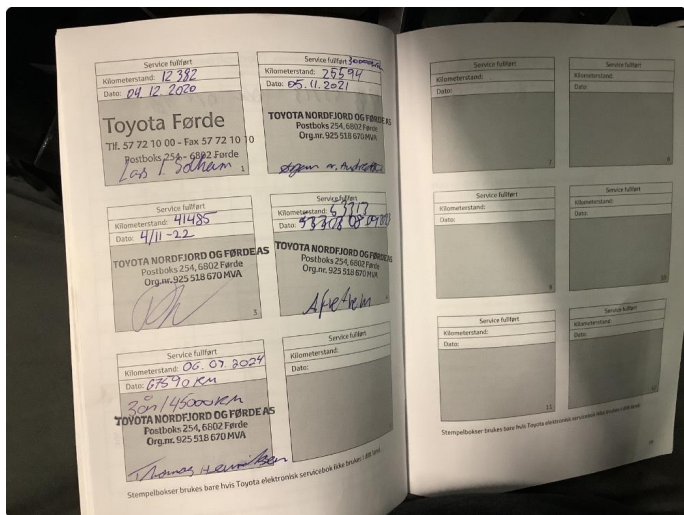 Service fullført
Kilometerstand: 12 382
Dato: 04.12.2020
Toyota Førde
Tlf. 57 72 10 00 - Fax 57 72 10 10
Postboks 254 - 6802 Førde
Lars T. Solheim
1
Service fullført
Kilometerstand: 25594
Dato: 05.11.2021
TOYOTA NORDFJORD OG FØRDE AS
Postboks 254, 6802 Førde
Org.nr. 925 518 670 MVA
Service fullført
Kilometerstand: 41485
Dato: 4/11-22
TOYOTA NORDFJORD OG FØRDE AS
Postboks 254, 6802 Førde
Org.nr. 925 518 670 MVA
3
Service fullført
Kilometerstand: 53717
Dato:
TOYOTA NORDFJORD OG FØRDE AS
Postboks 254, 6802 Førde
Org.nr. 925 518 670 MVA
Service fullført
Kilometerstand: 06.07.2024
Dato: 67590 KM
3år/45000km
TOYOTA NORDFJORD OG FØRDE AS
Postboks 254, 6802 Førde
Org.nr. 925 518 670 MVA
Thomas Henriksen
Service fullført
Kilometerstand:
Dato:
Stempelbokser brukes bare hvis Toyota elektronisk servicebok ikke brukes i ditt land.
Service fullført
Kilometerstand:
Dato:
7
Service fullført
Kilometerstand:
Dato:
8
Service fullført
Kilometerstand:
Dato:
9
Service fullført
Kilometerstand:
Dato:
10
Service fullført
Kilometerstand:
Dato:
11
Service fullført
Kilometerstand:
Dato:
Stempelbokser brukes bare hvis Toyota elektronisk servicebok ikke brukes i ditt land.